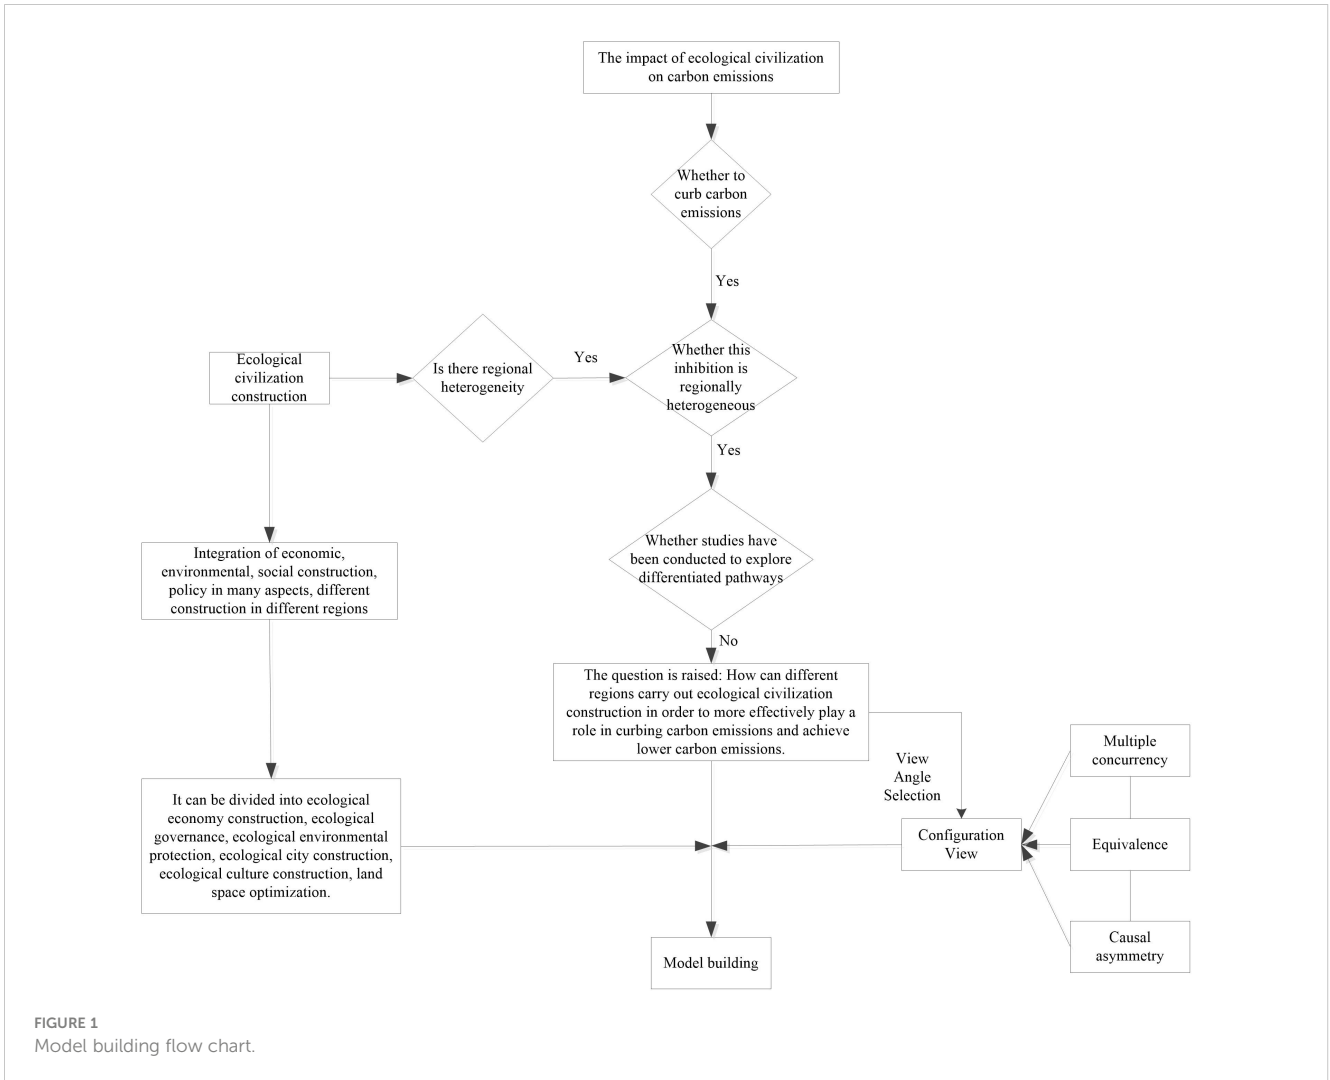 The impact of ecological civilization
on carbon emissions
Whether to
curb carbon
emissions
Yes
Ecological
civilization
construction
Is there regional
heterogeneity
Yes
Whether this
inhibition is
regionally
heterogeneous
Yes
Integration of economic,
environmental, social construction,
policy in many aspects, different
construction in different regions
Whether studies have
been conducted to explore
differentiated pathways
No
The question is raised: How can different
regions carry out ecological civilization
construction in order to more effectively play a
role in curbing carbon emissions and achieve
lower carbon emissions.
View
Angle
Selection
Multiple
concurrency
It can be divided into ecological
economy construction, ecological
governance, ecological environmental
protection, ecological city construction,
ecological culture construction, land
space optimization.
Configuration
View
Equivalence
Causal
asymmetry
Model building
FIGURE 1
Model building flow chart.